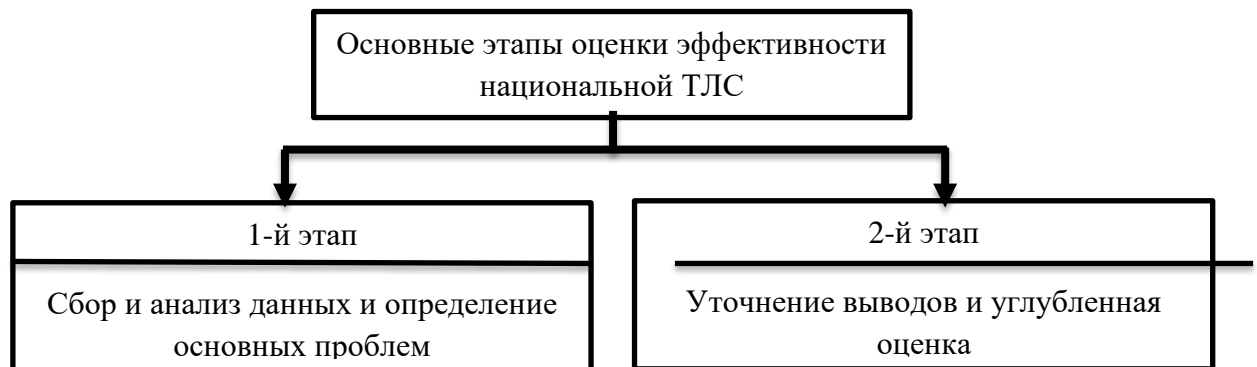 Основные этапы оценки эффективности
национальной ТЛС
1-й этап
Сбор и анализ данных и определение
основных проблем
2-й этап
Уточнение выводов и углубленная
оценка